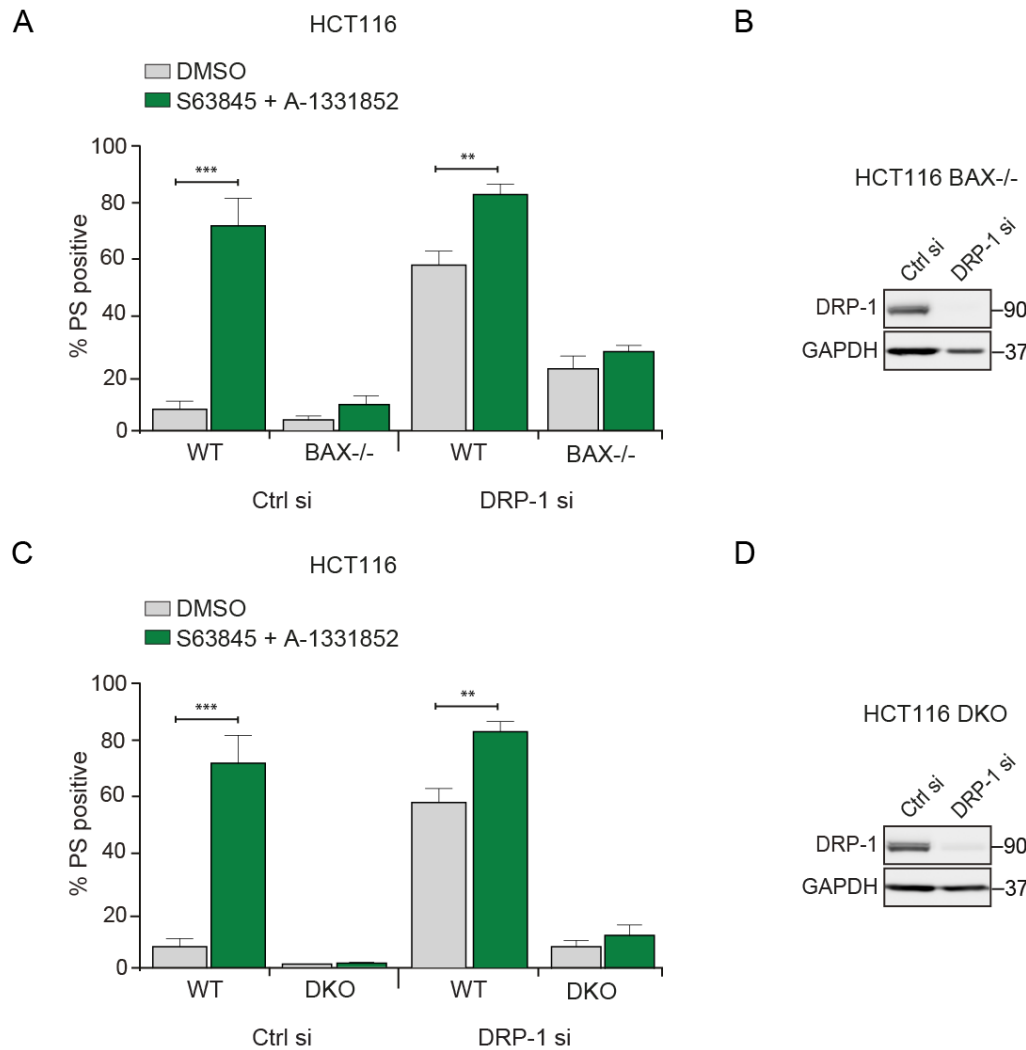 A
HCT116
DMSO
S63845 + A-1331852
% PS positive
100
80
60
40
20
0
***
**
WT
BAX-/-
WT
BAX-/-
Ctrl si
DRP-1 si
B
HCT116 BAX-/-
Ctrl si
DRP-1 si
DRP-1
90
GAPDH
37
C
HCT116
DMSO
S63845 + A-1331852
% PS positive
100
80
60
40
20
0
***
**
WT
DKO
WT
DKO
Ctrl si
DRP-1 si
D
HCT116 DKO
Ctrl si
DRP-1 si
DRP-1
90
GAPDH
37